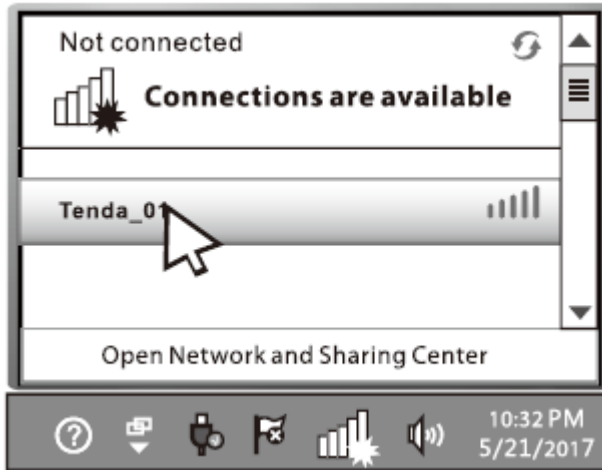 Not connected
Connections are available
Tenda_01
Open Network and Sharing Center
10:32 PM
5/21/2017